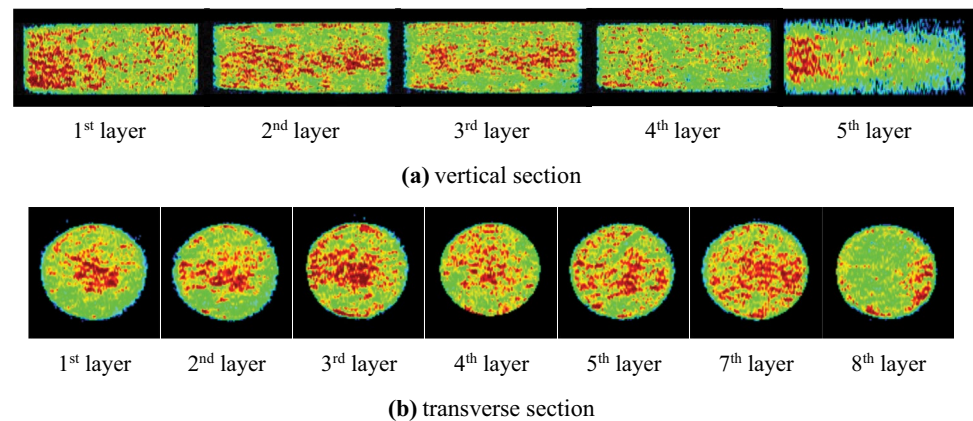 1st layer 2nd layer 3rd layer 4th layer 5th layer
(a) vertical section
1st layer 2nd layer 3rd layer 4th layer 5th layer 7th layer 8th layer
(b) transverse section